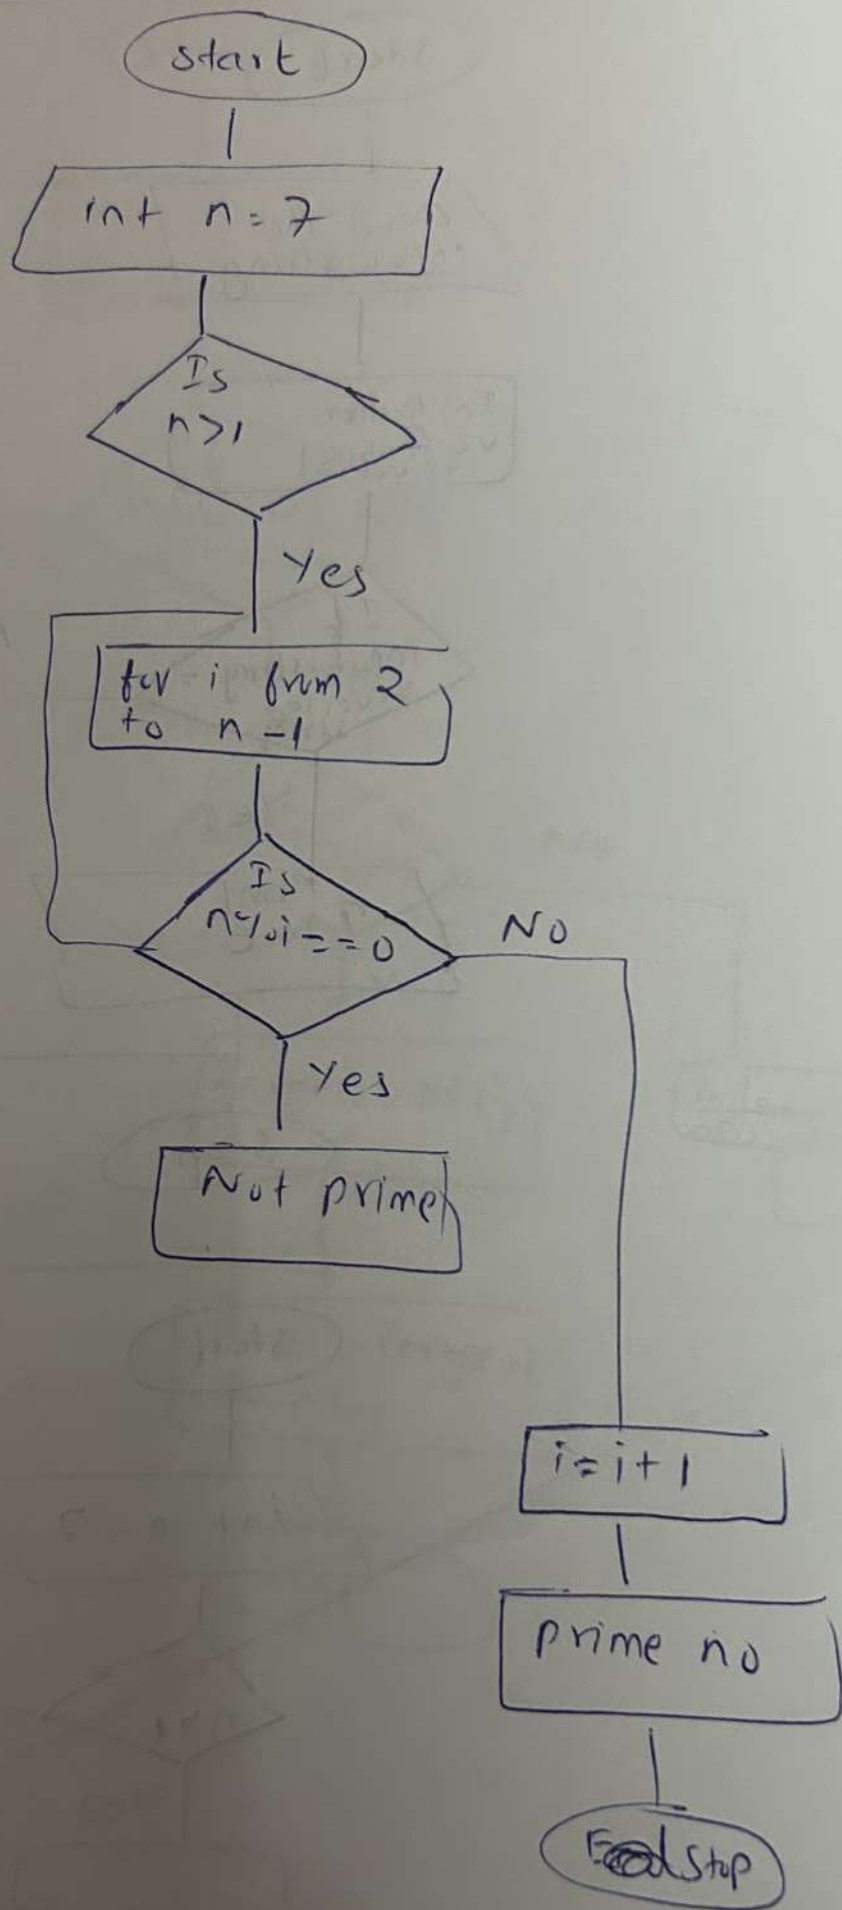 start
int n = 7
Is
n>1
Yes
for i from 2
to n -1
Is
n%i==0
No
Yes
Not prime
i=i+1
prime no
stop